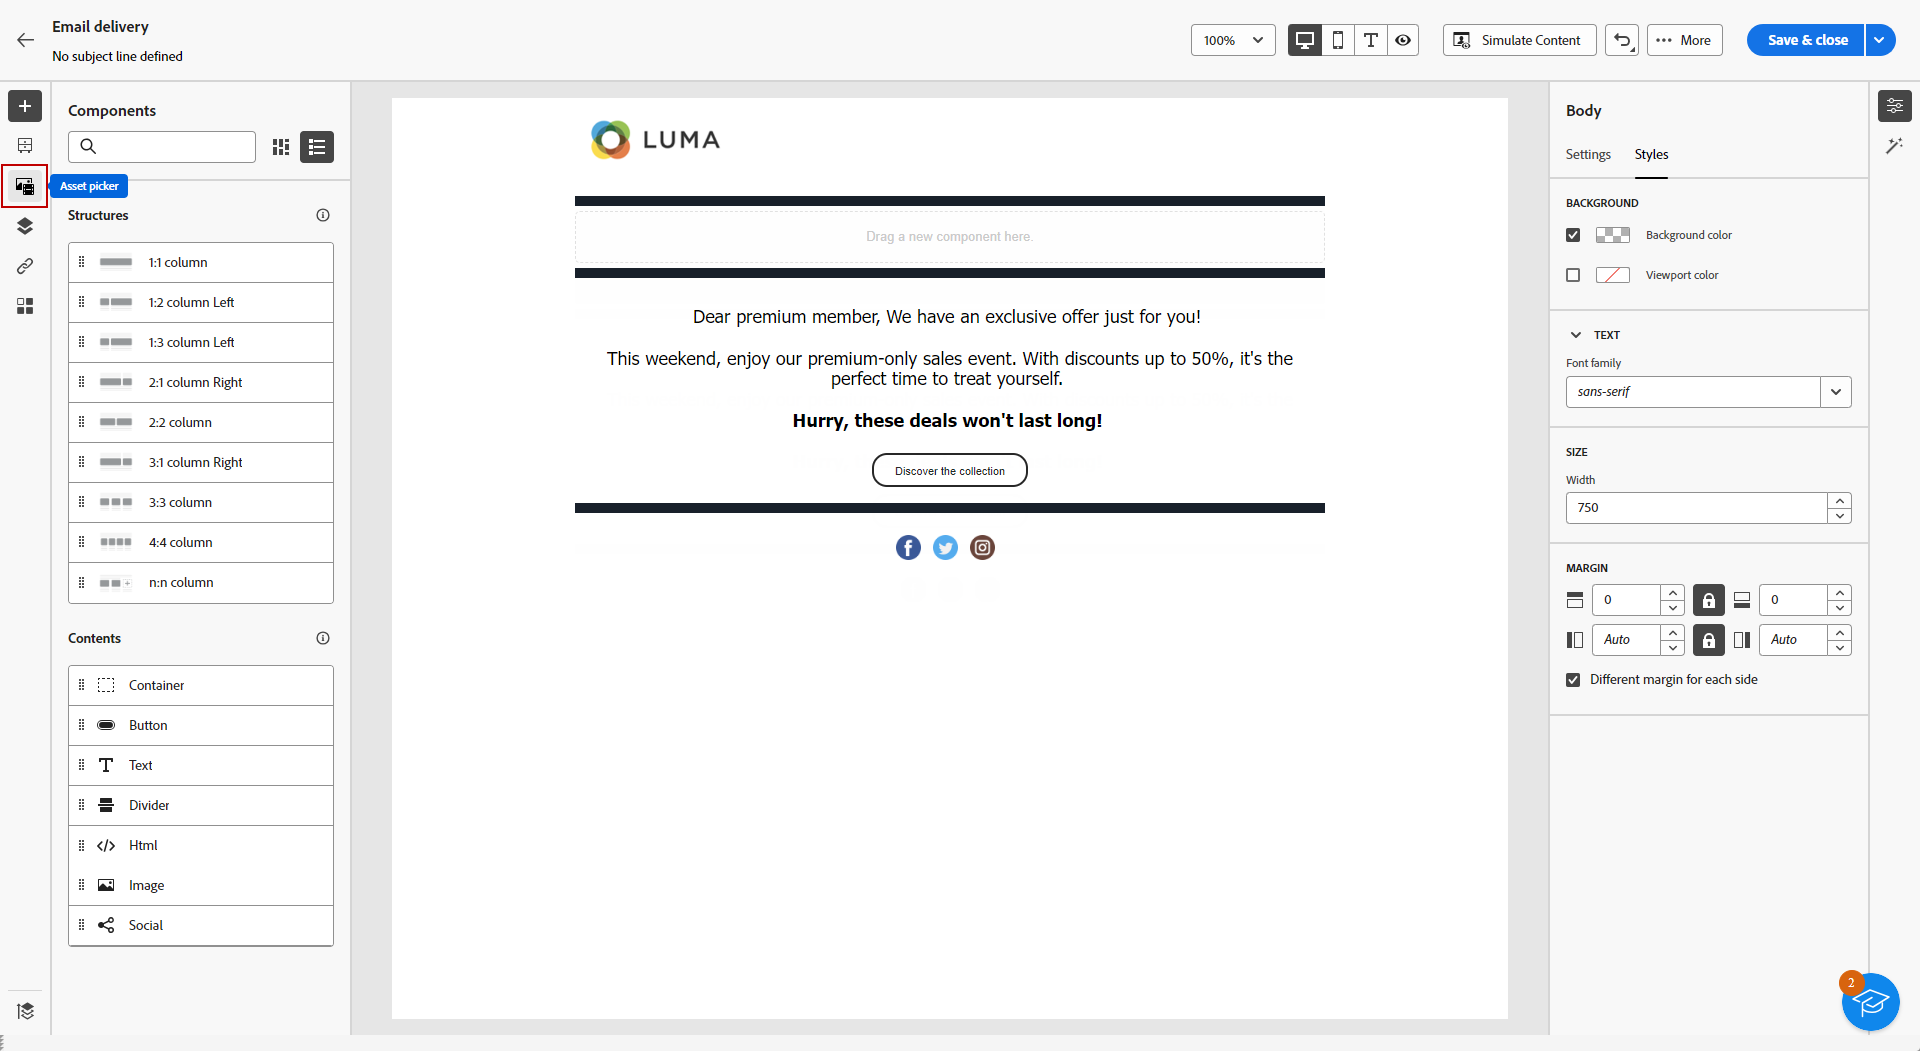 Email delivery
No subject line defined
100%
Simulate Content
More
Save & close
Components
Asset picker
Structures
1:1 column
1:2 column Left
1:3 column Left
2:1 column Right
2:2 column
3:1 column Right
3:3 column
4:4 column
n:n column
Contents
Container
Button
Text
Divider
Html
Image
Social
LUMA
Drag a new component here.
Dear premium member, We have an exclusive offer just for you!
This weekend, enjoy our premium-only sales event. With discounts up to 50%, it's the
perfect time to treat yourself.
Hurry, these deals won't last long!
Discover the collection
Body
Settings
Styles
BACKGROUND
Background color
Viewport color
TEXT
Font family
sans-serif
SIZE
Width
750
MARGIN
0
0
Auto
Auto
Different margin for each side
2